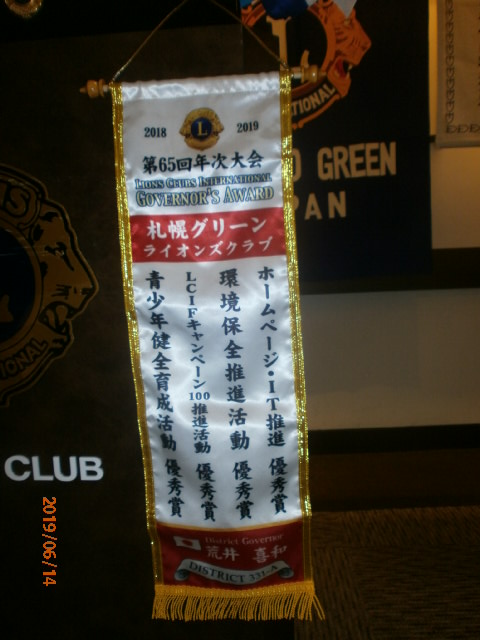 2018 L 2019
第65回年次大会
LIONS CLUBS INTERNATIONAL
GOVERNOR'S AWARD
札幌グリーン
ライオンズクラブ
ホームページ・IT推進 優秀賞
環境保全推進活動 優秀賞
LCIFキャンペーン100推進活動 優秀賞
青少年健全育成活動 優秀賞
District Governor
荒井 喜和
DISTRICT 331-A
O GREEN
PAN
NATIONAL
NATIONAL
CLUB
2019/06/14